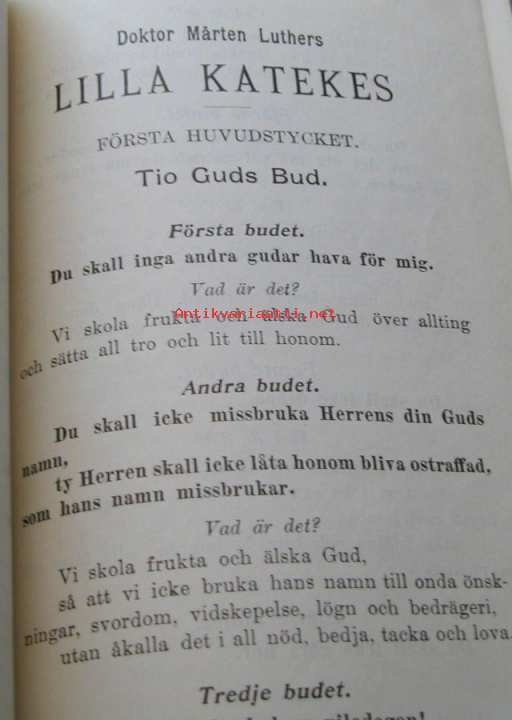 Doktor Mårten Luthers
LILLA KATEKES
FÖRSTA HUVUDSTYCKET.
Tio Guds Bud.
Första budet.
Du skall inga andra gudar hava för mig.
Vad är det?
Antikvariaatti.net
Vi skola frukta och älska Gud över allting
och sätta all tro och lit till honom.
Andra budet.
Du skall icke missbruka Herrens din Guds
namn,
ty Herren skall icke låta honom bliva ostraffad,
som hans namn missbrukar.
Vad är det?
Vi skola frukta och älska Gud,
så att vi icke bruka hans namn till onda önsk-
ningar, svordom, vidskepelse, lögn och bedrägeri,
utan åkalla det i all nöd, bedja, tacka och lova.
Tredje budet.